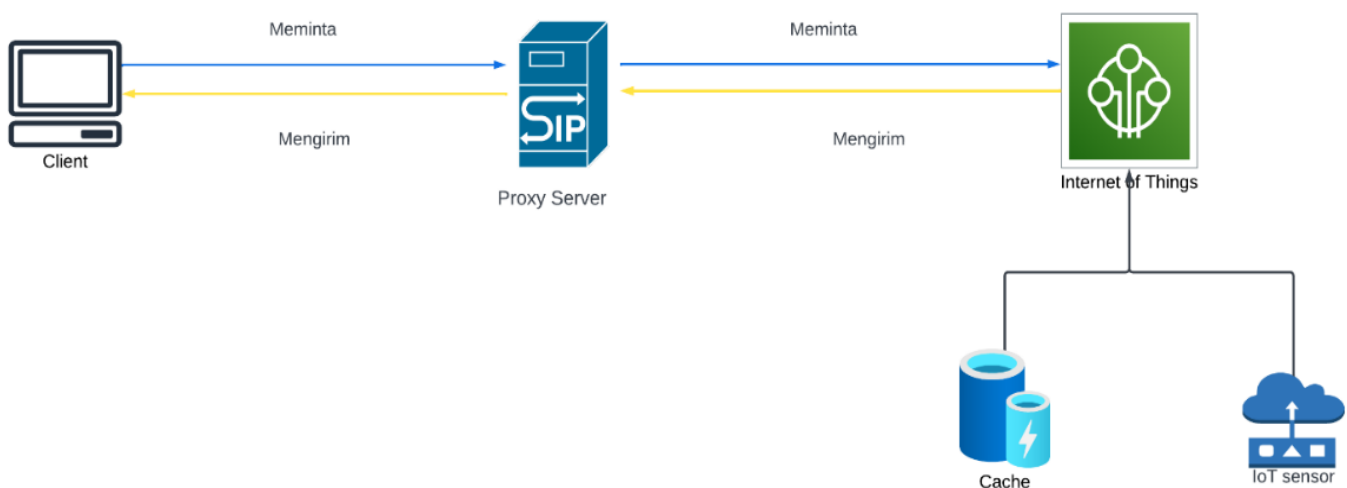 Meminta
Meminta
SIP
Mengirim
Mengirim
Client
Proxy Server
Internet of Things
Cache
IoT sensor